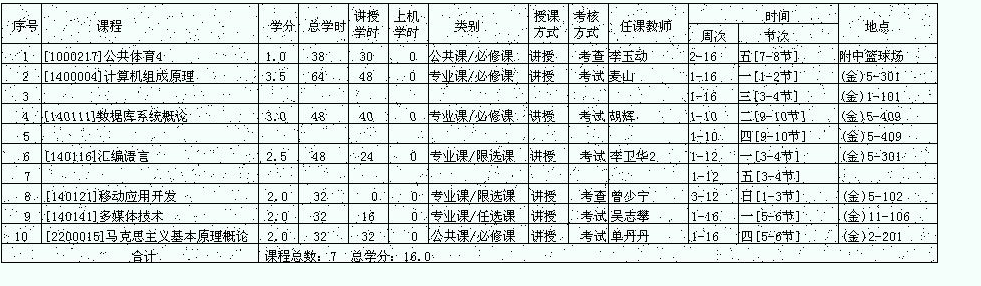 序号 课程 学分 总学时 讲授学时 上机学时 类别 授课方式 考核方式 任课教师 时间 地点
周次 节次
1 [1000217]公共体育4 1.0 38 30 0 公共课/必修课 讲授 考查 李玉动 2-16 五[7-8节] 附中篮球场
2 [1400004]计算机组成原理 3.5 64 48 0 专业课/必修课 讲授 考试 麦山 1-16 一[1-2节] (金)5-301
3 1-16 三[3-4节] (金)1-101
4 [140111]数据库系统概论 3.0 48 40 0 专业课/必修课 讲授 考试 胡辉 1-10 二[9-10节] (金)5-409
5 1-10 四[9-10节] (金)5-409
6 [140116]汇编语言 2.5 48 24 0 专业课/限选课 讲授 考试 李卫华2 1-12 一[3-4节] (金)5-301
7 1-12 五[3-4节]
8 [140121]移动应用开发 2.0 32 0 0 专业课/限选课 讲授 考查 曾少宁 3-12 日[1-3节] (金)5-102
9 [140141]多媒体技术 2.0 32 16 0 专业课/任选课 讲授 考试 吴志攀 1-16 一[5-6节] (金)11-106
10 [2200015]马克思主义基本原理概论 2.0 32 32 0 公共课/必修课 讲授 考试 单丹丹 1-16 四[5-6节] (金)2-201
合计 课程总数：7 总学分：16.0